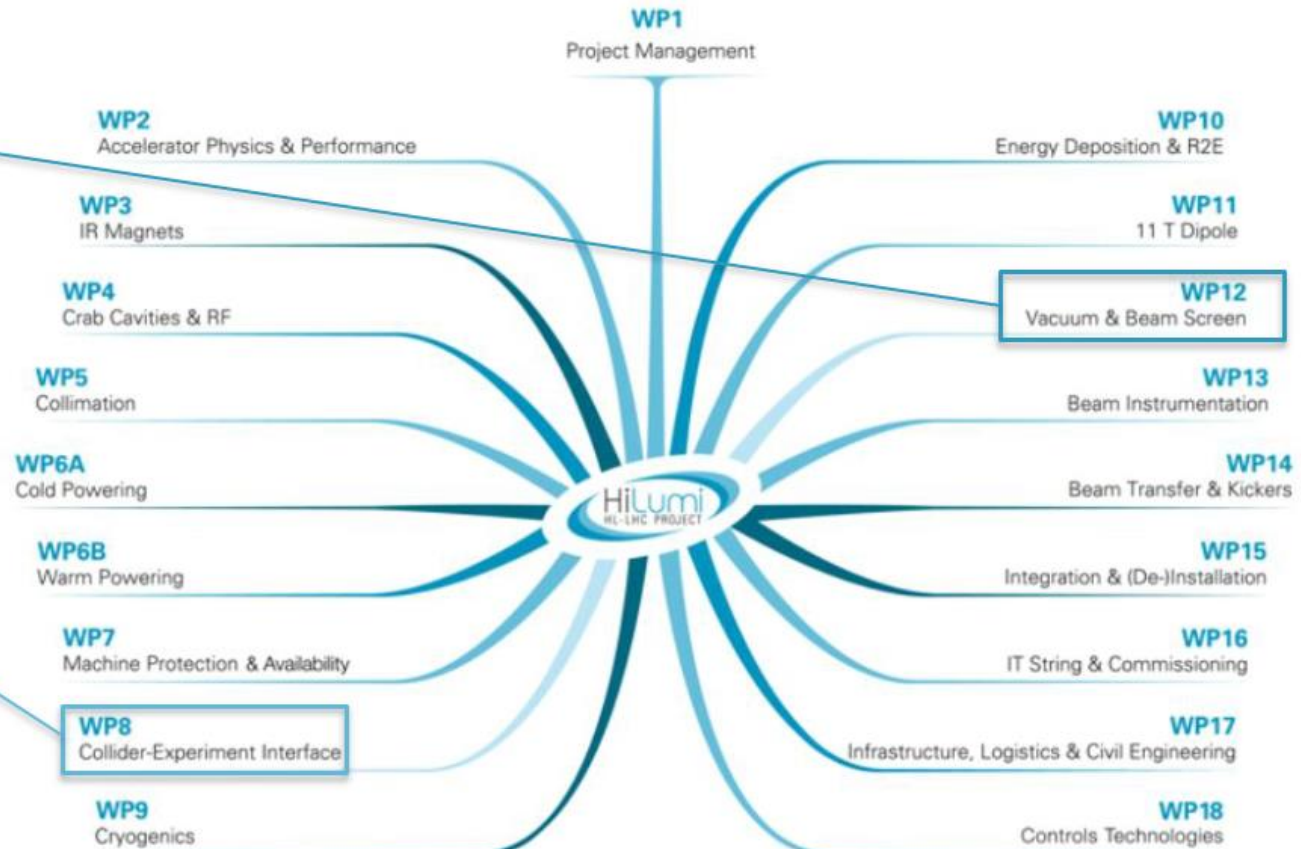 WP1
Project Management
WP2
Accelerator Physics & Performance
WP3
IR Magnets
WP4
Crab Cavities & RF
WP5
Collimation
WP6A
Cold Powering
WP6B
Warm Powering
WP7
Machine Protection & Availability
WP8
Collider-Experiment Interface
WP9
Cryogenics
HiLumi
HL-LHC PROJECT
WP10
Energy Deposition & R2E
WP11
11 T Dipole
WP12
Vacuum & Beam Screen
WP13
Beam Instrumentation
WP14
Beam Transfer & Kickers
WP15
Integration & (De-)Installation
WP16
IT String & Commissioning
WP17
Infrastructure, Logistics & Civil Engineering
WP18
Controls Technologies